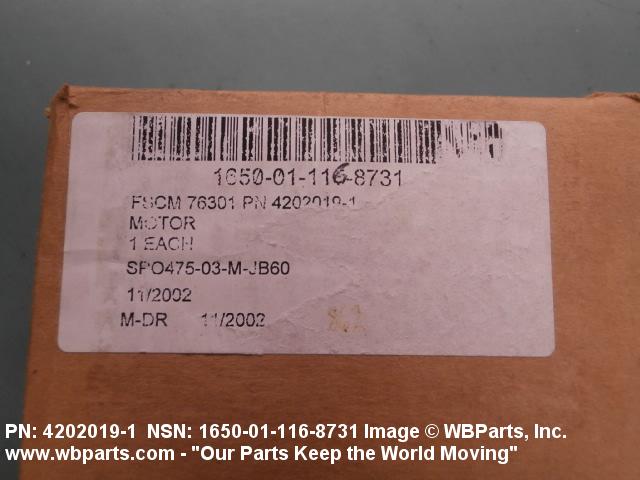 1650-01-116-8731
FSCM 76301 PN 4202019-1
MOTOR
1 EACH
SPO475-03-M-JB60
11/2002
M-DR 11/2002
PN: 4202019-1 NSN: 1650-01-116-8731 Image © WBParts, Inc.
www.wbparts.com - "Our Parts Keep the World Moving"